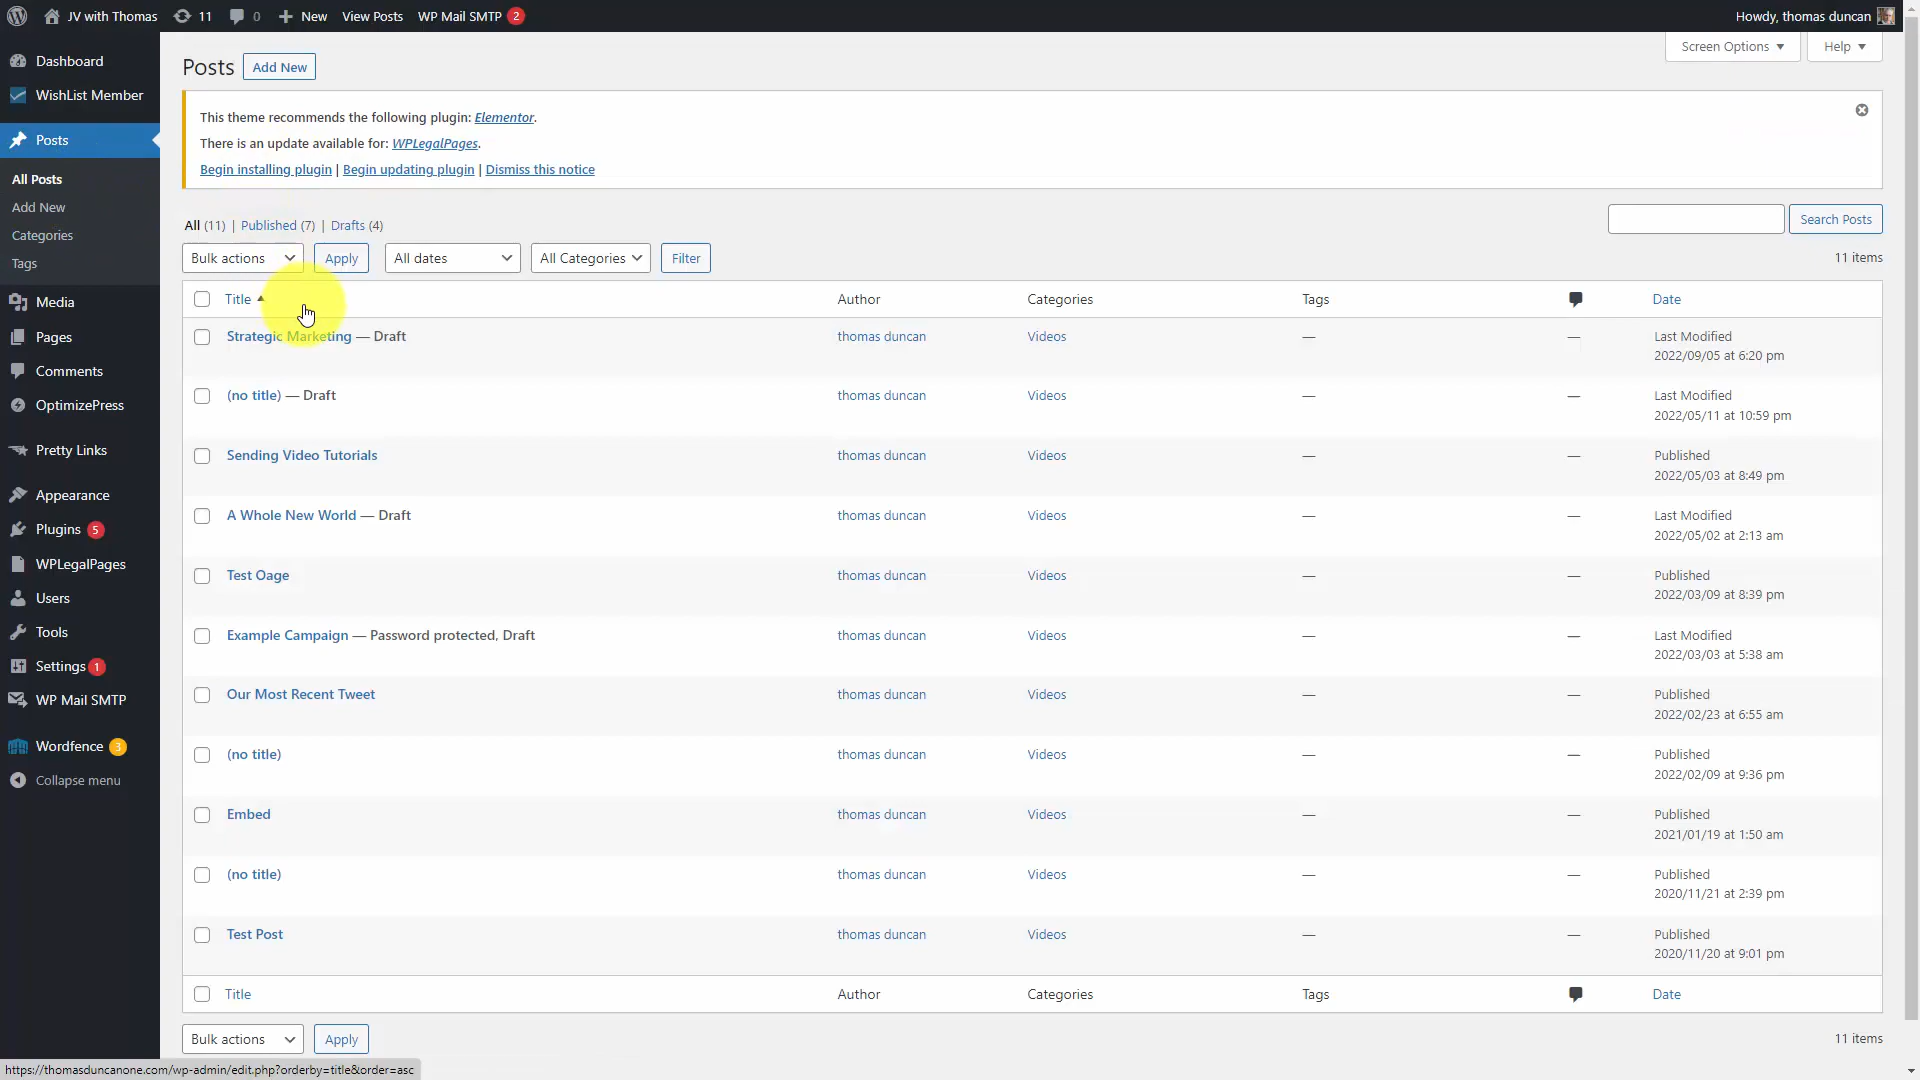 JV with Thomas 11 0 New View Posts WP Mail SMTP 2 Howdy, thomas duncan
Screen Options Help
Dashboard
WishList Member
Posts
All Posts
Add New
Categories
Tags
Media
Pages
Comments
OptimizePress
Pretty Links
Appearance
Plugins 5
WPLegalPages
Users
Tools
Settings 1
WP Mail SMTP
Wordfence 3
Collapse menu
Posts Add New
This theme recommends the following plugin: Elementor.
There is an update available for: WPLegalPages.
Begin installing plugin | Begin updating plugin | Dismiss this notice
All (11) | Published (7) | Drafts (4)
Search Posts
Bulk actions Apply All dates All Categories Filter 11 items
Title Author Categories Tags Date
Strategic Marketing — Draft thomas duncan Videos — — Last Modified
2022/09/05 at 6:20 pm
(no title) — Draft thomas duncan Videos — — Last Modified
2022/05/11 at 10:59 pm
Sending Video Tutorials thomas duncan Videos — — Published
2022/05/03 at 8:49 pm
A Whole New World — Draft thomas duncan Videos — — Last Modified
2022/05/02 at 2:13 am
Test Oage thomas duncan Videos — — Published
2022/03/09 at 8:39 pm
Example Campaign — Password protected, Draft thomas duncan Videos — — Last Modified
2022/03/03 at 5:38 am
Our Most Recent Tweet thomas duncan Videos — — Published
2022/02/23 at 6:55 am
(no title) thomas duncan Videos — — Published
2022/02/09 at 9:36 pm
Embed thomas duncan Videos — — Published
2021/01/19 at 1:50 am
(no title) thomas duncan Videos — — Published
2020/11/21 at 2:39 pm
Test Post thomas duncan Videos — — Published
2020/11/20 at 9:01 pm
Title Author Categories Tags Date
Bulk actions Apply 11 items
https://thomasduncanone.com/wp-admin/edit.php?orderby=title&order=asc